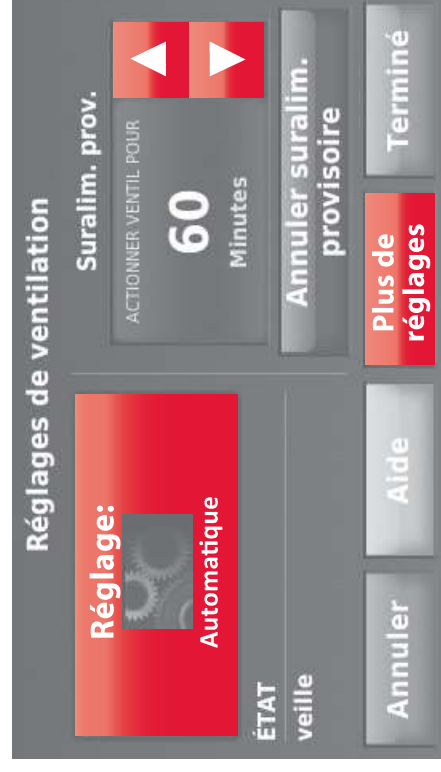 Réglages de ventilation
Réglage:
Automatique
ÉTAT
veille
Suralim. prov.
ACTIONNER VENTIL POUR
60
Minutes
Annuler suralim.
provisoire
Annuler
Aide
Plus de
réglages
Terminé